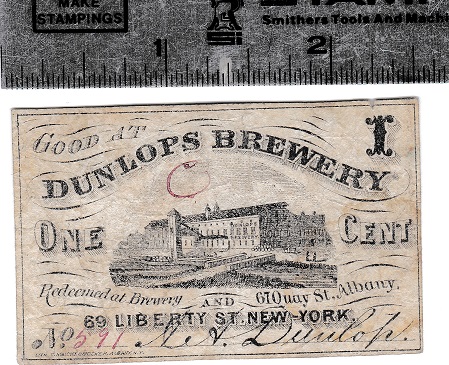 MAKE
STAMPINGS
Smithers Tools And Machi
1
2
GOOD AT
DUNLOPS BREWERY
1
C
ONE
CENT
Redeemed at Brewery AND 61 Quay St. Albany.
69 LIBERTY ST. NEW-YORK.
No. 591
Dunlop.